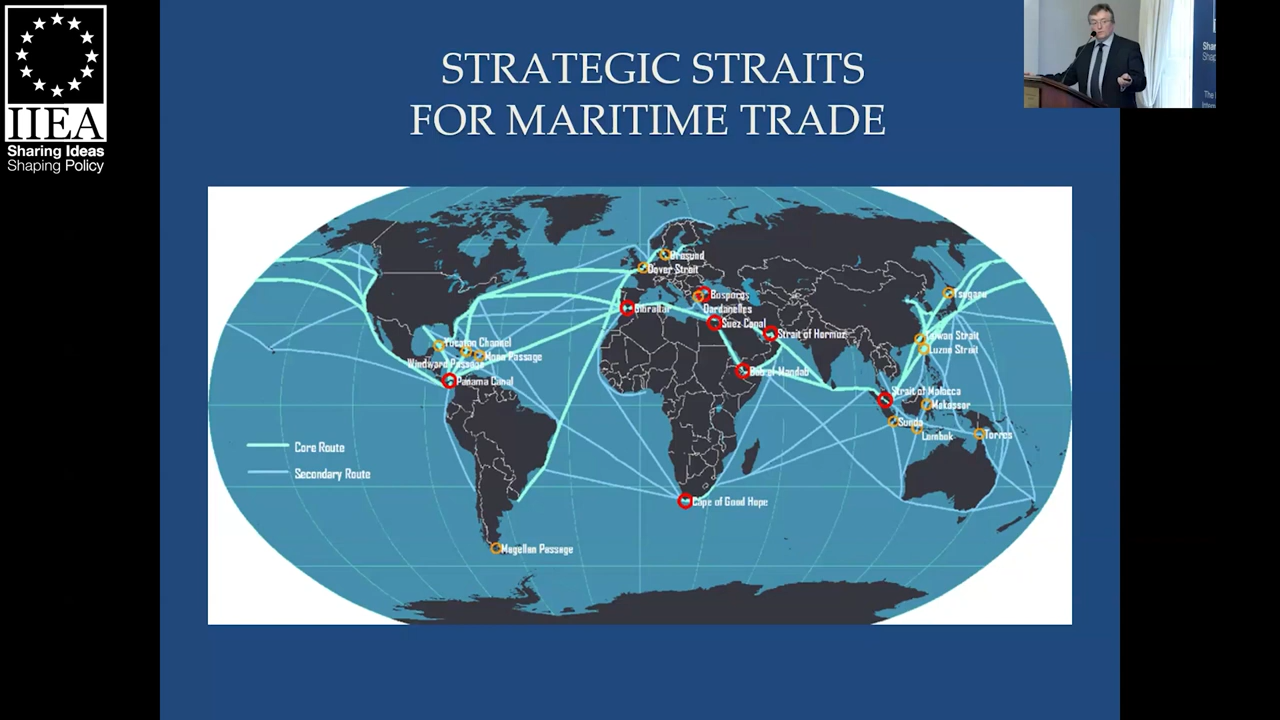 IIEA
Sharing Ideas
Shaping Policy
STRATEGIC STRAITS
FOR MARITIME TRADE
Oresund
Dover Strait
Bosporus
Dardanelles
Gibraltar
Suez Canal
Strait of Hormuz
Tsugaru
Taiwan Strait
Luzon Strait
Yucatan Channel
Mona Passage
Windward Passage
Panama Canal
Bab el-Mandab
Strait of Malacca
Makassar
Sunda
Lombok
Torres
Core Route
Secondary Route
Cape of Good Hope
Magellan Passage